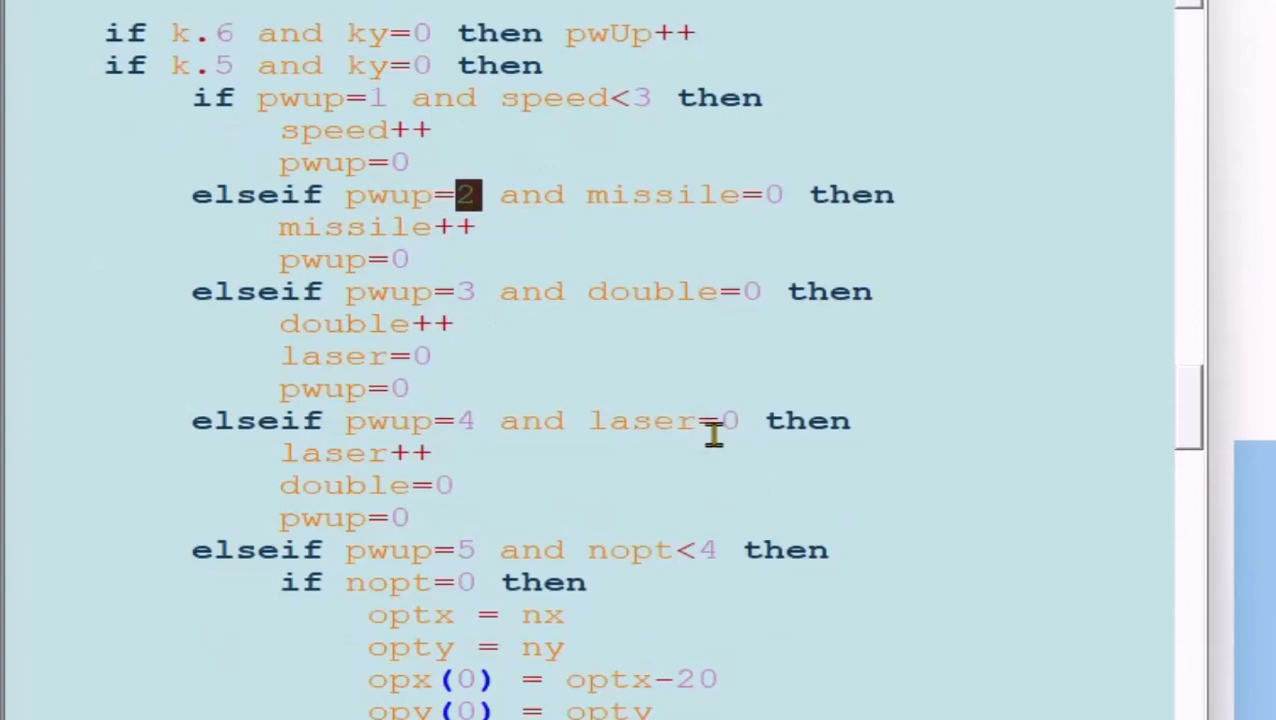 if k.6 and ky=0 then pwUp++
if k.5 and ky=0 then
if pwup=1 and speed<3 then
speed++
pwup=0
elseif pwup=2 and missile=0 then
missile++
pwup=0
elseif pwup=3 and double=0 then
double++
laser=0
pwup=0
elseif pwup=4 and laser=0 then
laser++
double=0
pwup=0
elseif pwup=5 and nopt<4 then
if nopt=0 then
optx = nx
opty = ny
opx(0) = optx-20
opy(0) = opty